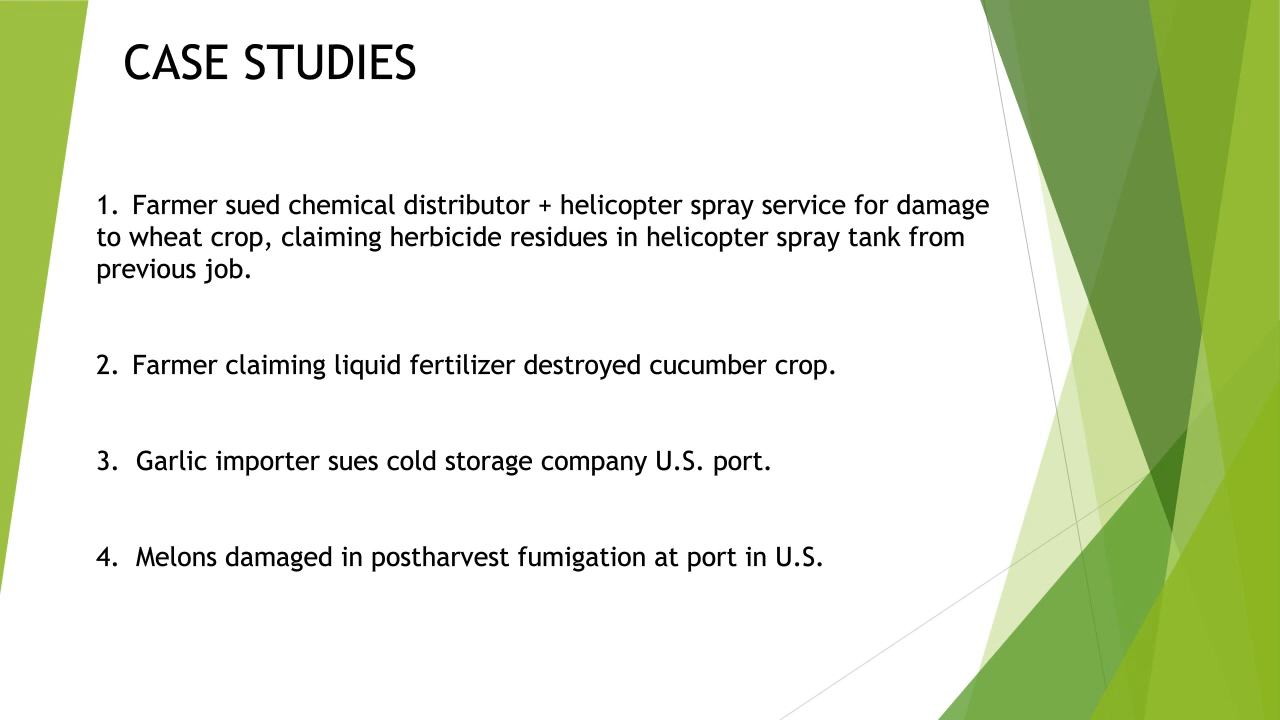 CASE STUDIES
1. Farmer sued chemical distributor + helicopter spray service for damage
to wheat crop, claiming herbicide residues in helicopter spray tank from
previous job.
2. Farmer claiming liquid fertilizer destroyed cucumber crop.
3. Garlic importer sues cold storage company U.S. port.
4. Melons damaged in postharvest fumigation at port in U.S.